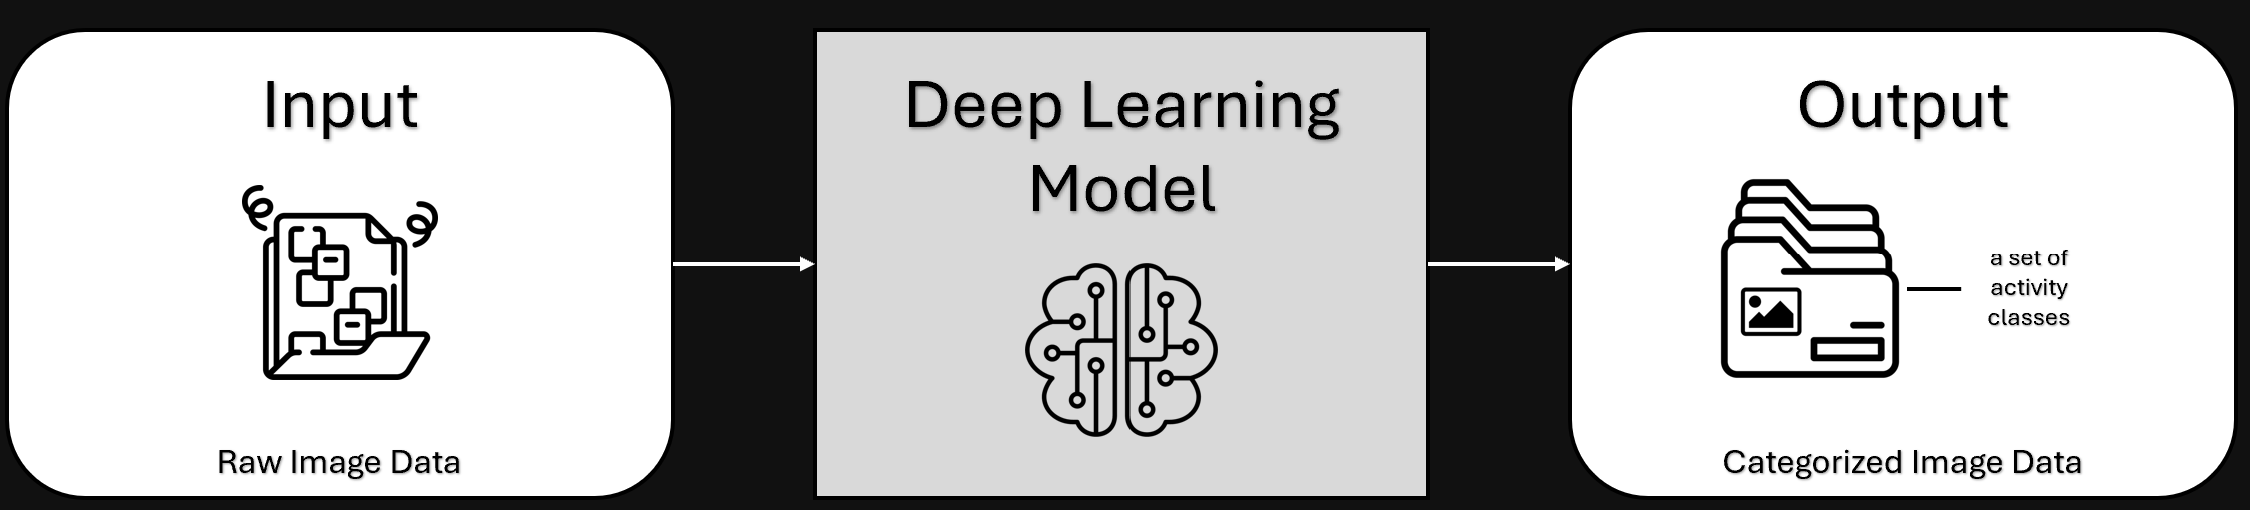 Input
Raw Image Data
Deep Learning
Model
Output
a set of
activity
classes
Categorized Image Data